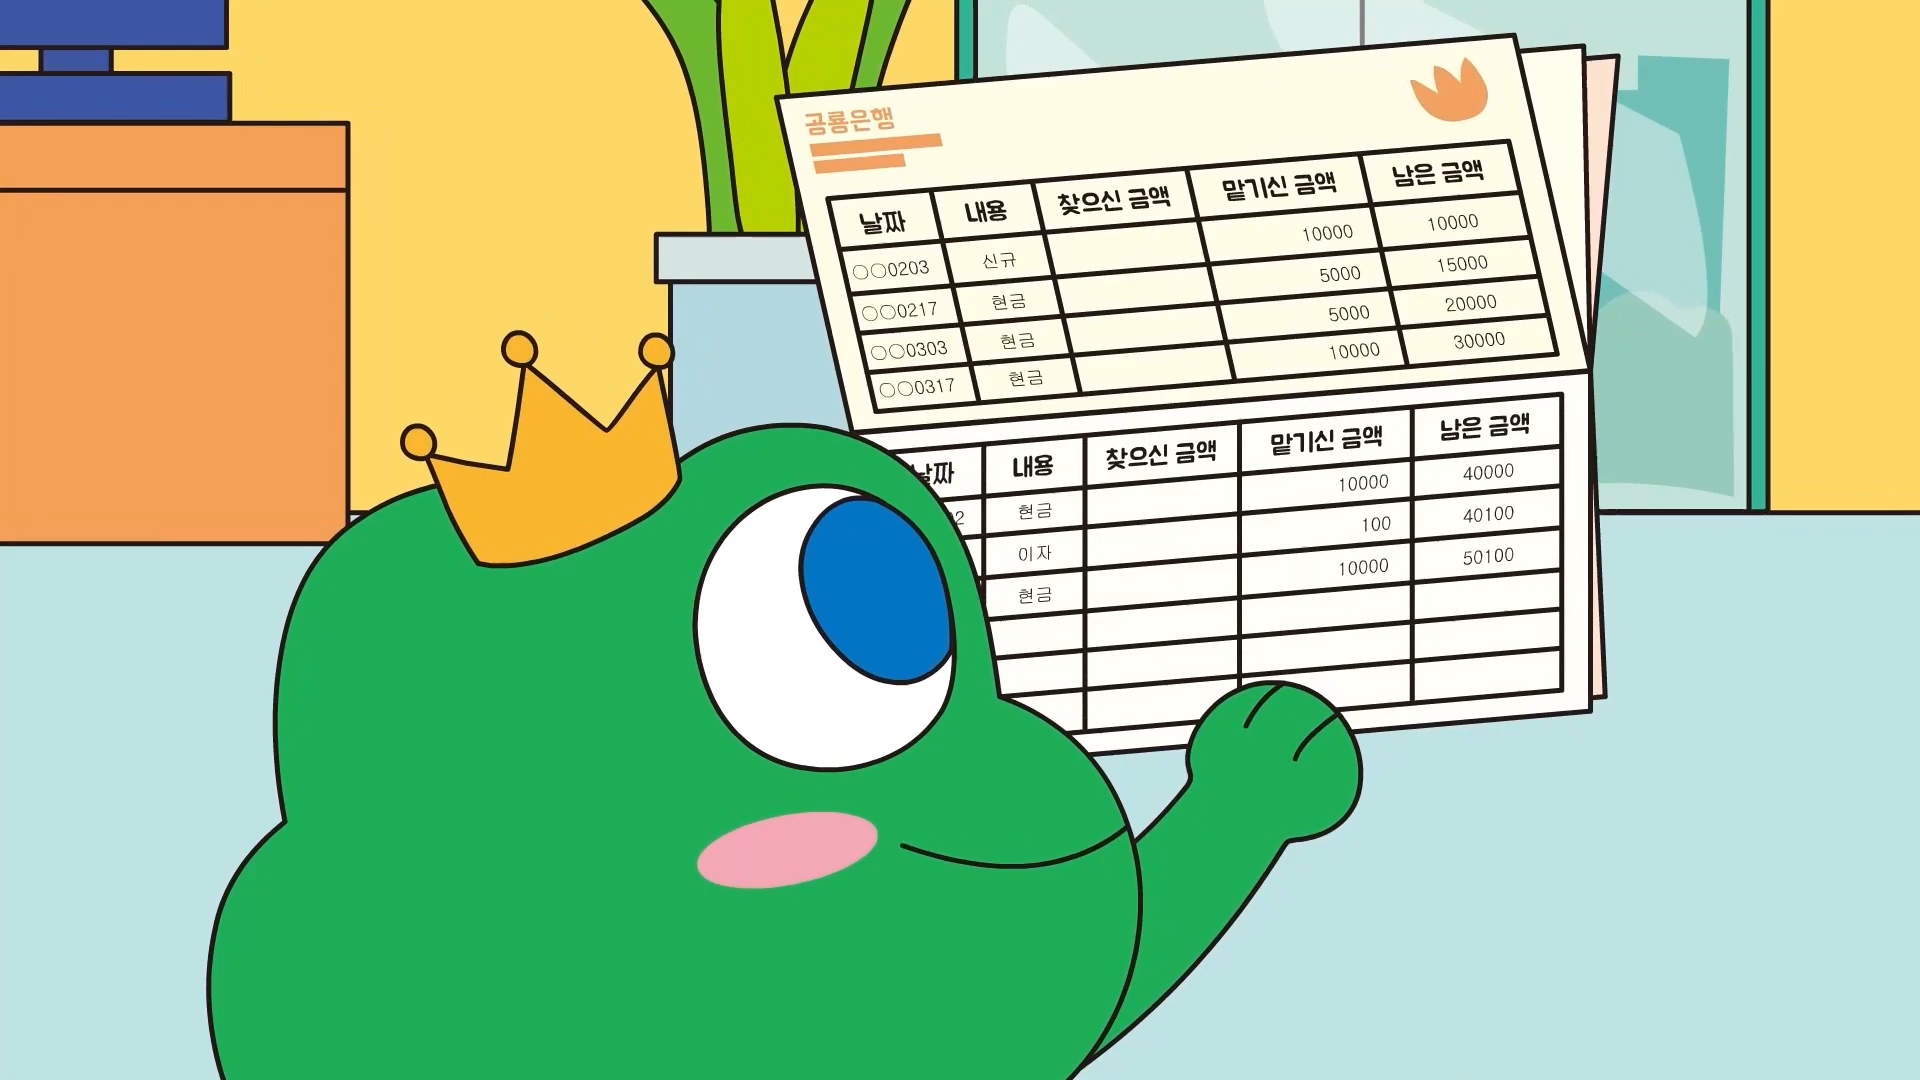 공룡은행
날짜 내용 찾으신 금액 맡기신 금액 남은 금액
○○0203 신규 10000 10000
○○0217 현금 5000 15000
○○0303 현금 5000 20000
○○0317 현금 10000 30000
날짜 내용 찾으신 금액 맡기신 금액 남은 금액
현금 10000 40000
이자 100 40100
현금 10000 50100